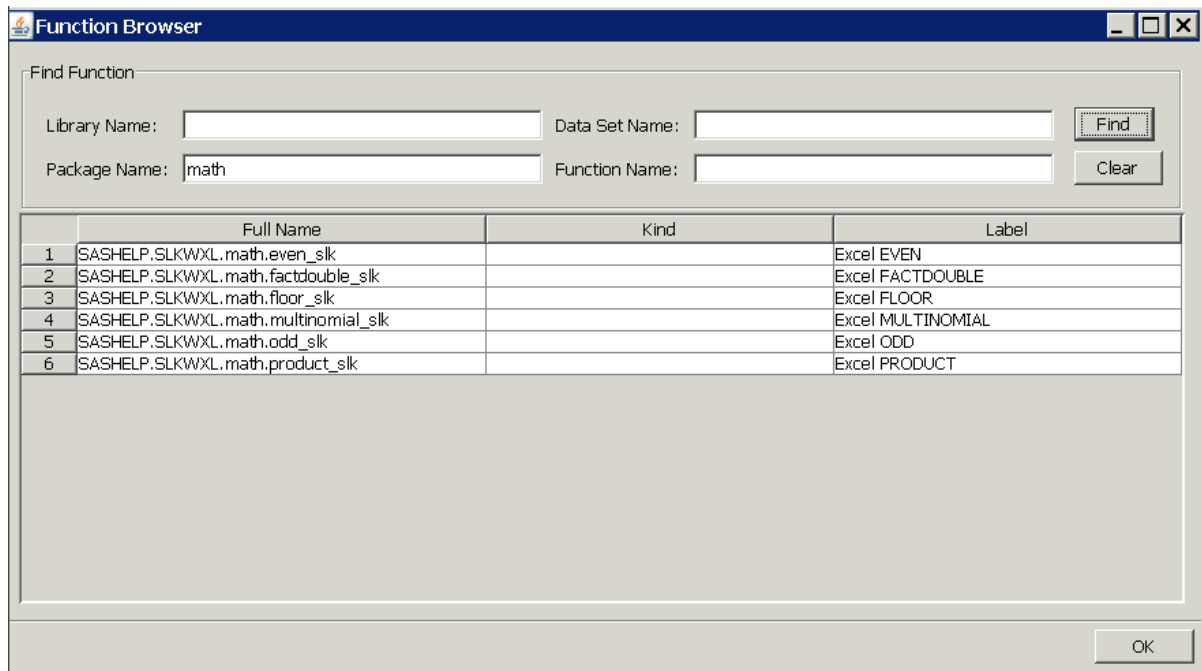 Function Browser
Find Function
Library Name: Data Set Name: Find
Package Name: math Function Name: Clear
Full Name Kind Label
1 SASHELP.SLKWXL.math.even_slk Excel EVEN
2 SASHELP.SLKWXL.math.factdouble_slk Excel FACTDOUBLE
3 SASHELP.SLKWXL.math.floor_slk Excel FLOOR
4 SASHELP.SLKWXL.math.multinomial_slk Excel MULTINOMIAL
5 SASHELP.SLKWXL.math.odd_slk Excel ODD
6 SASHELP.SLKWXL.math.product_slk Excel PRODUCT
OK